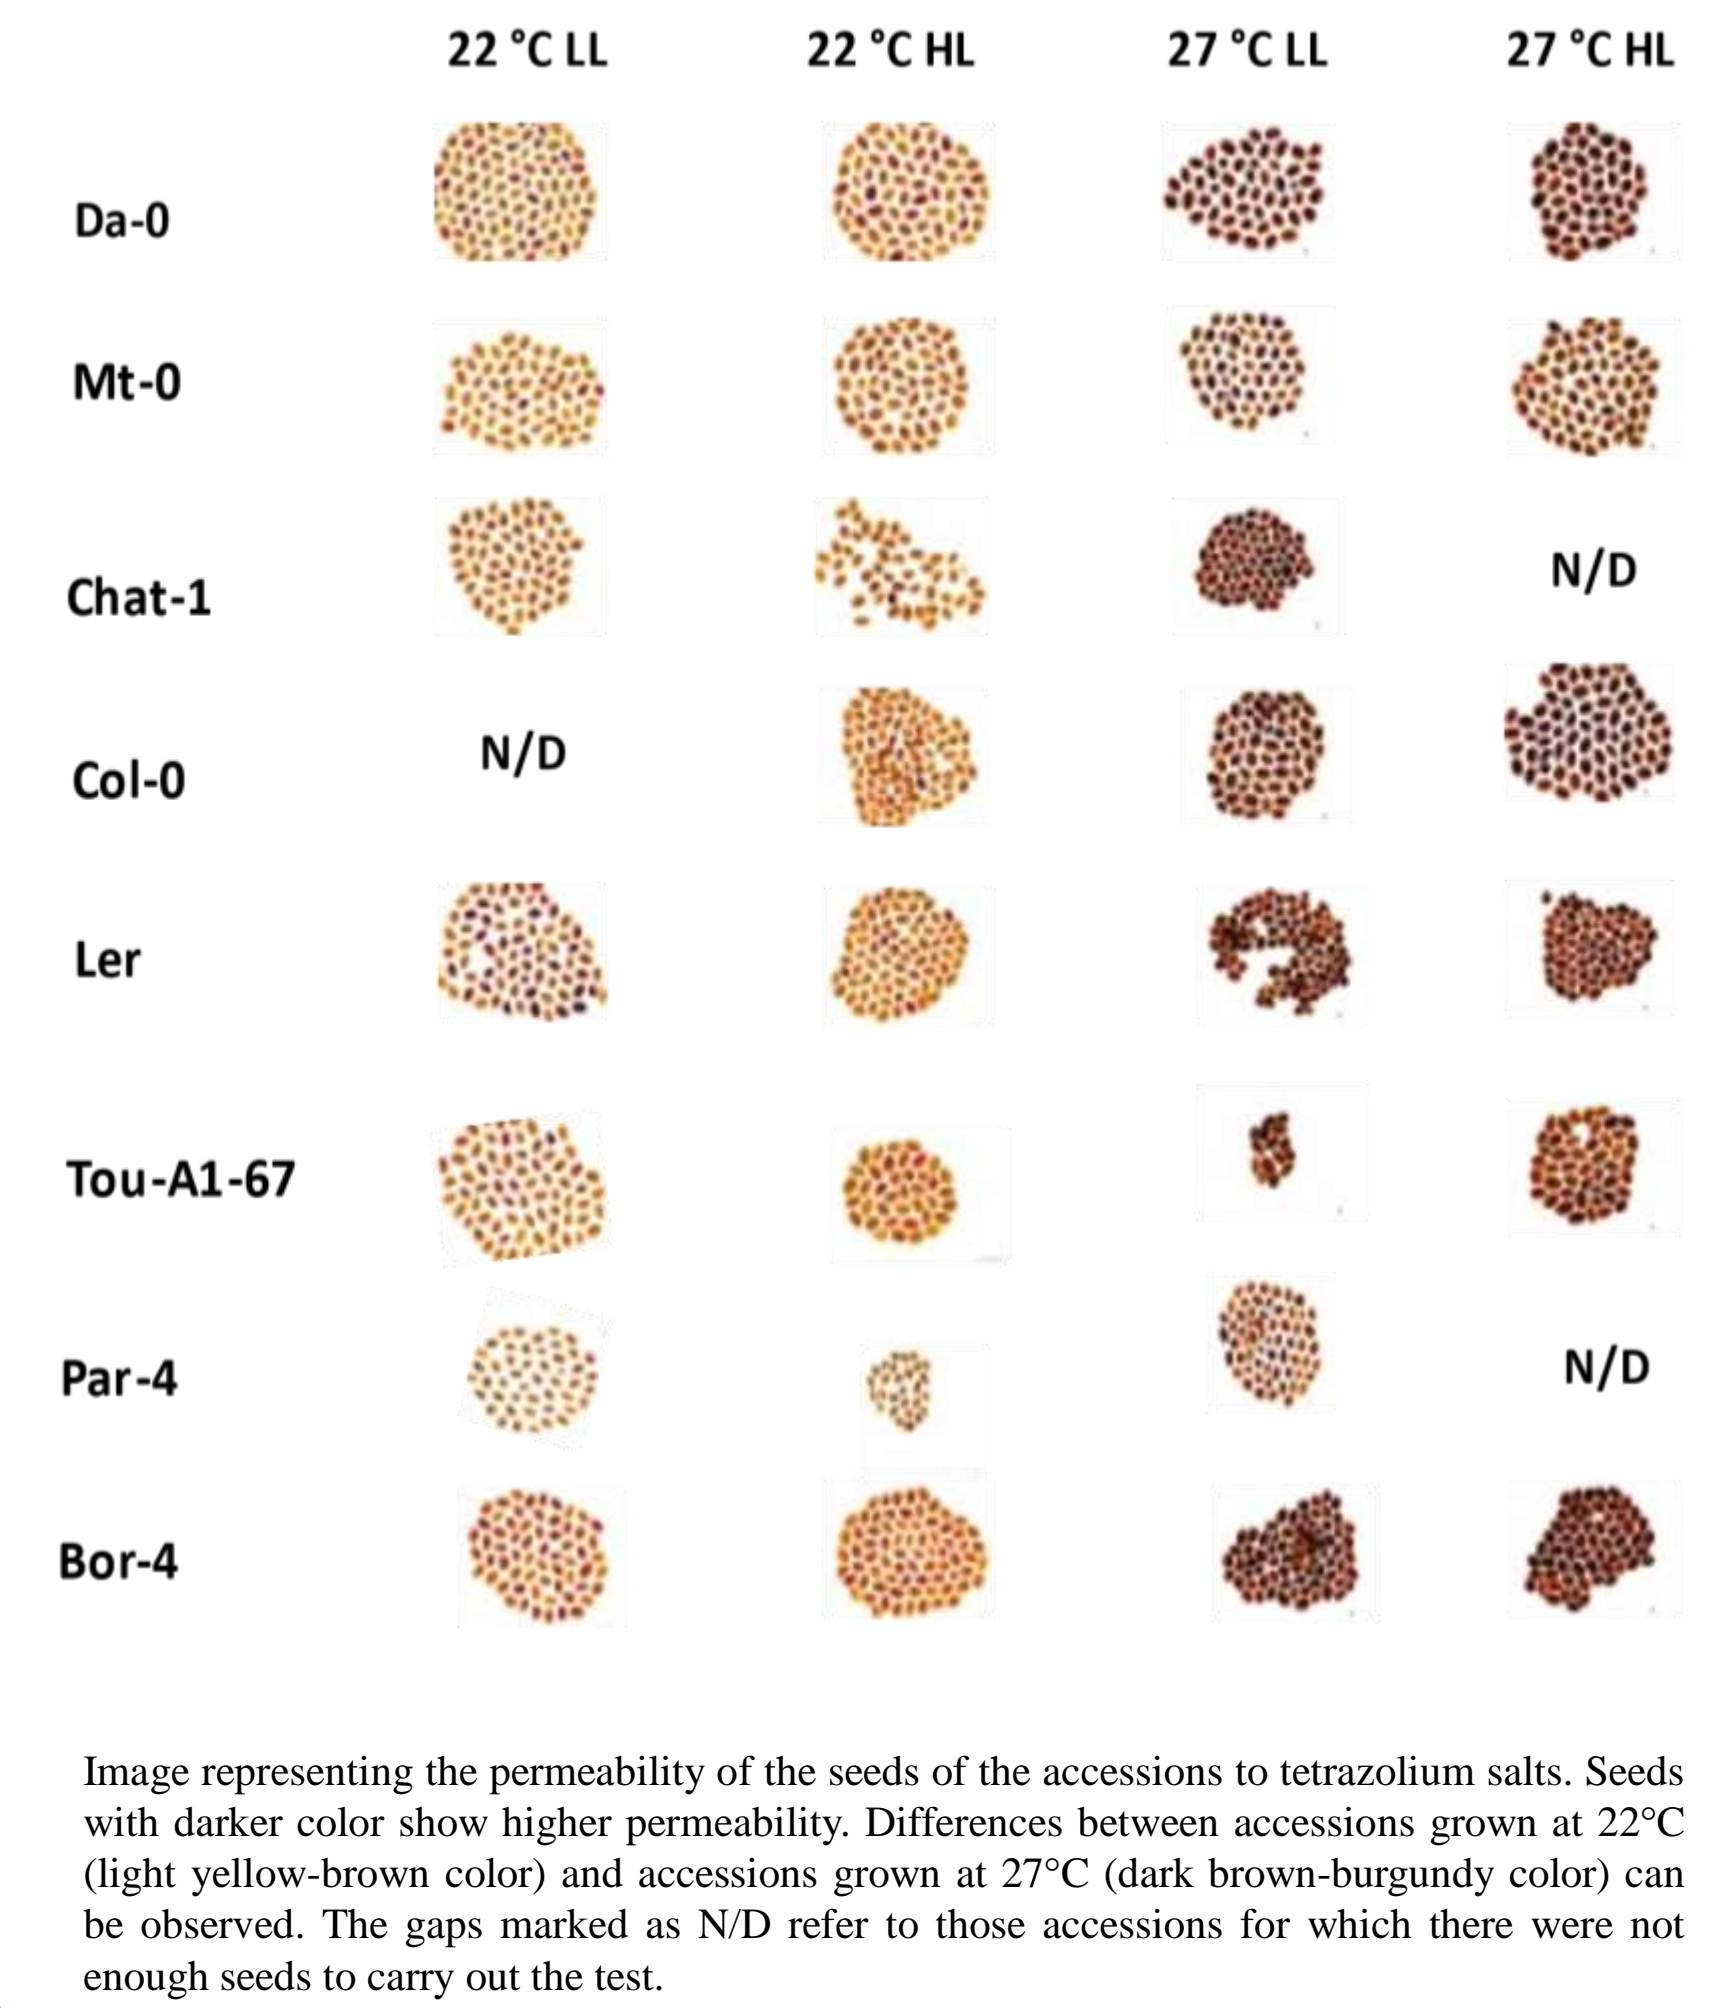 22 °C LL 22 °C HL 27 °C LL 27 °C HL
Da-0
Mt-0
Chat-1 N/D
Col-0 N/D
Ler
Tou-A1-67
Par-4 N/D
Bor-4
Image representing the permeability of the seeds of the accessions to tetrazolium salts. Seeds
with darker color show higher permeability. Differences between accessions grown at 22°C
(light yellow-brown color) and accessions grown at 27°C (dark brown-burgundy color) can
be observed. The gaps marked as N/D refer to those accessions for which there were not
enough seeds to carry out the test.